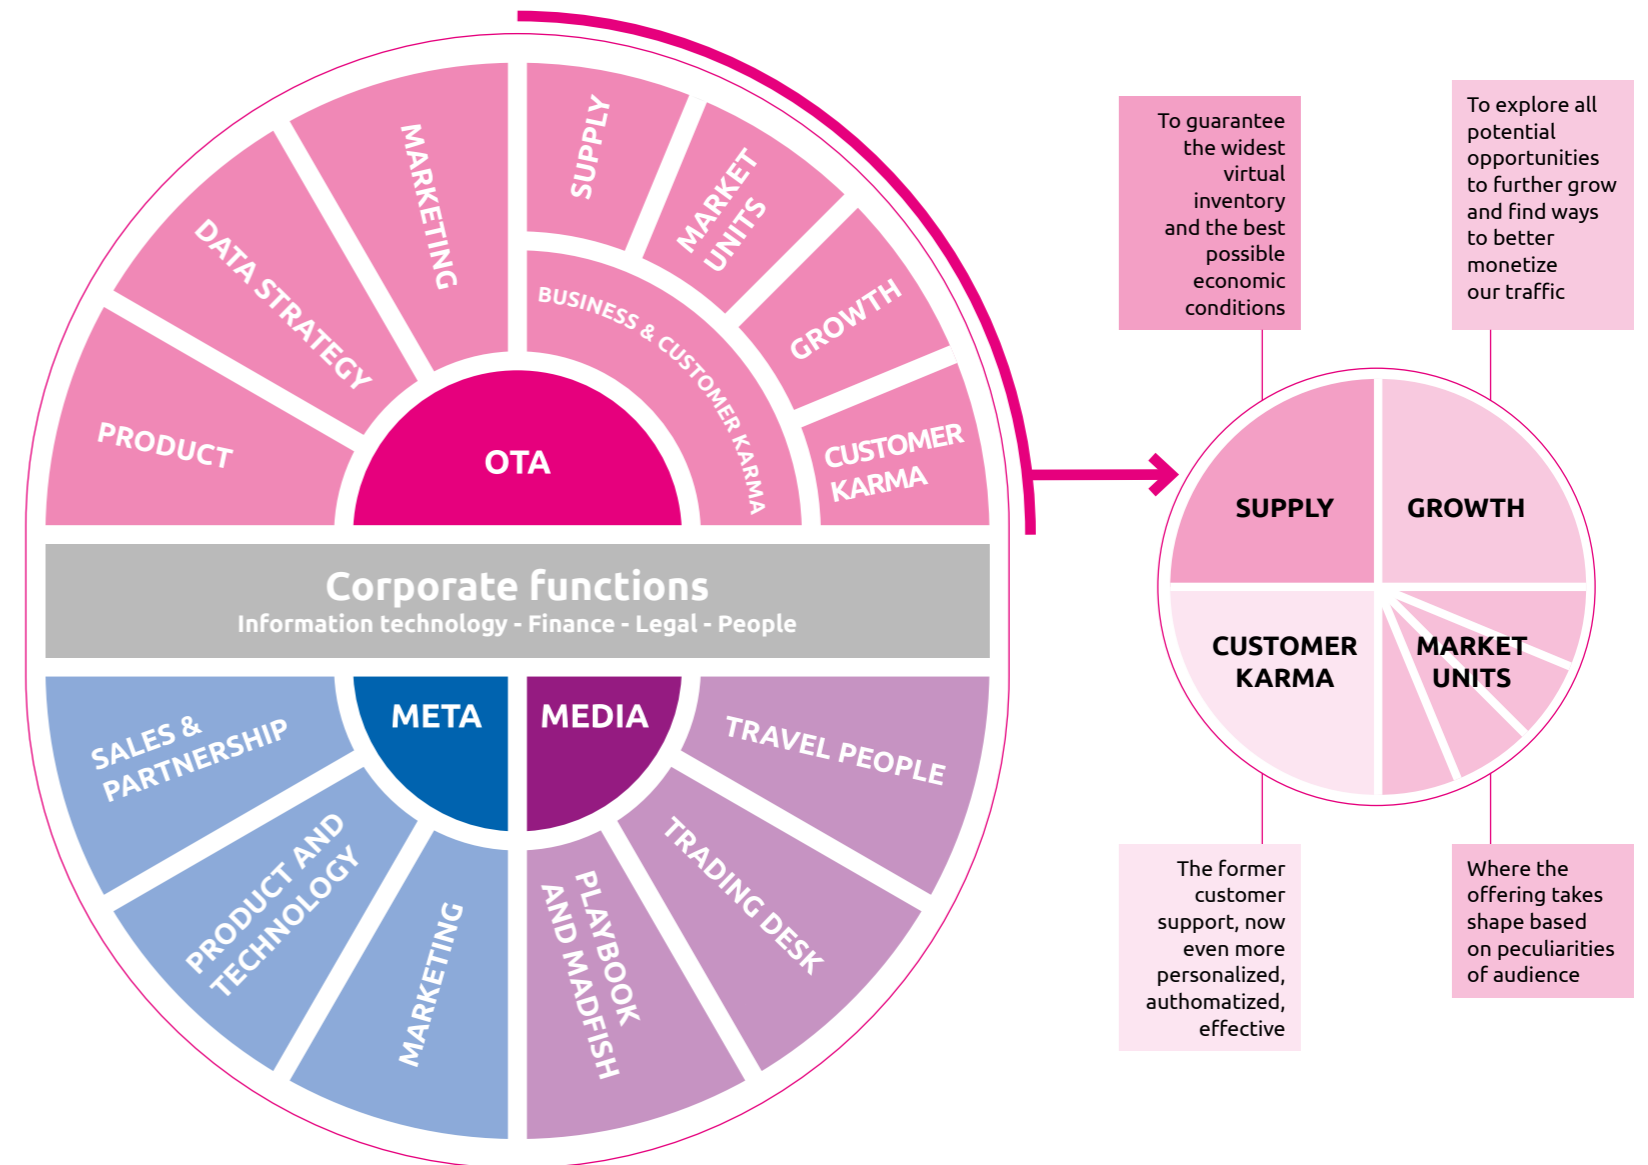 MARKETING
DATA STRATEGY
PRODUCT
SUPPLY
MARKET
UNITS
GROWTH
CUSTOMER
KARMA
BUSINESS & CUSTOMER KARMA
OTA
Corporate functions
Information technology - Finance - Legal - People
META
MEDIA
SALES &
PARTNERSHIP
PRODUCT AND
TECHNOLOGY
MARKETING
PLAYBOOK
AND MADFISH
TRADING DESK
TRAVEL PEOPLE
To guarantee
the widest
virtual
inventory
and the best
possible
economic
conditions
To explore all
potential
opportunities
to further grow
and find ways
to better
monetize
our traffic
SUPPLY
GROWTH
CUSTOMER
KARMA
MARKET
UNITS
The former
customer
support, now
even more
personalized,
authomatized,
effective
Where the
offering takes
shape based
on peculiarities
of audience